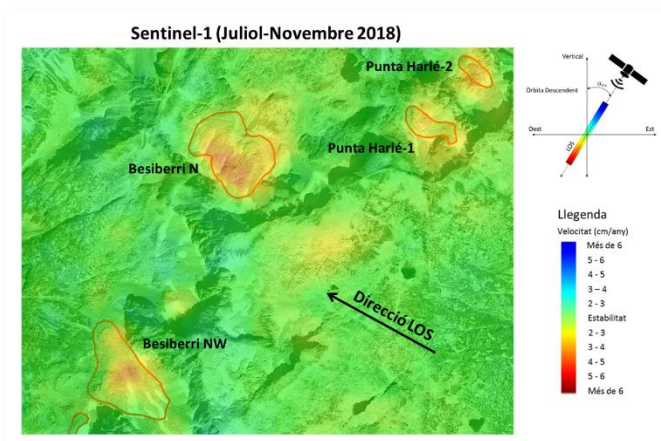 Sentinel-1 (Juliol-Novembre 2018)
Punta Harlé-2
Punta Harlé-1
Besiberri N
Besiberri NW
Direcció LOS
Vertical
Òrbita Descendent
Oest
Est
LOS
Llegenda
Velocitat (cm/any)
Més de 6
5 - 6
4 - 5
3 – 4
2 - 3
Estabilitat
2 - 3
3 - 4
4 - 5
5 - 6
Més de 6